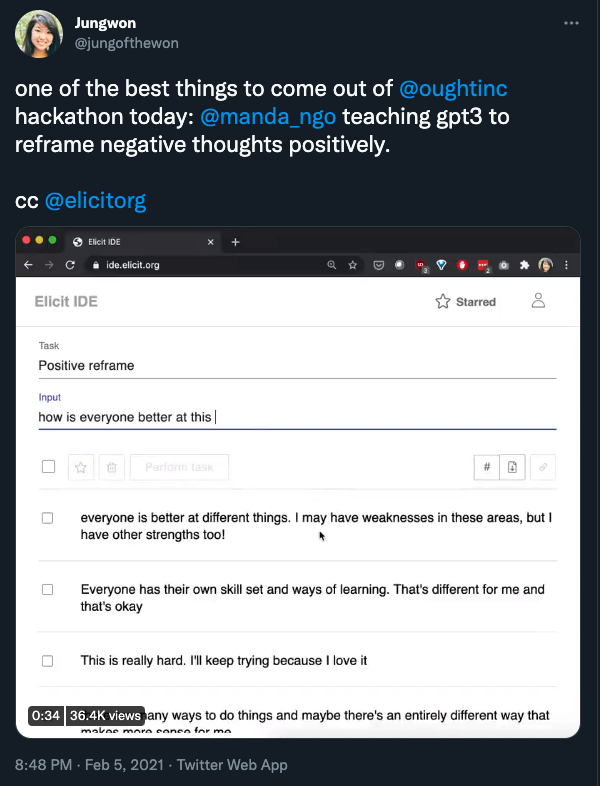 Jungwon
@jungofthewon
one of the best things to come out of @oughtinc
hackathon today: @manda_ngo teaching gpt3 to
reframe negative thoughts positively.
cc @elicitorg
Elicit IDE
ide.elicit.org
Elicit IDE
Starred
Task
Positive reframe
Input
how is everyone better at this
Perform task
#
everyone is better at different things. I may have weaknesses in these areas, but I
have other strengths too!
Everyone has their own skill set and ways of learning. That's different for me and
that's okay
This is really hard. I'll keep trying because I love it
0:34 36.4K views
ways to do things and maybe there's an entirely different way that
makes more sense for me
8:48 PM · Feb 5, 2021 · Twitter Web App